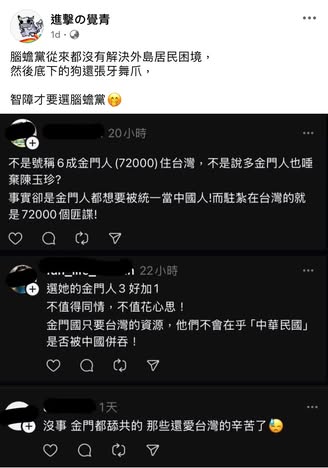 進擊の覺青
1d
腦蟾黨從來都沒有解決外島居民困境，
然後底下的狗還張牙舞爪，
智障才要選腦蟾黨🤭
20小時
不是號稱6成金門人(72000)住台灣，不是說多金門人也唾
棄陳玉珍?
事實卻是金門人都想要被統一當中國人!而駐紮在台灣的就
是72000個匪諜!
22小時
選她的金門人3好加1
不值得同情，不值花心思！
金門國只要台灣的資源，他們不會在乎「中華民國」
是否被中國併吞！
1天
沒事 金門都舔共的 那些還愛台灣的辛苦了😓